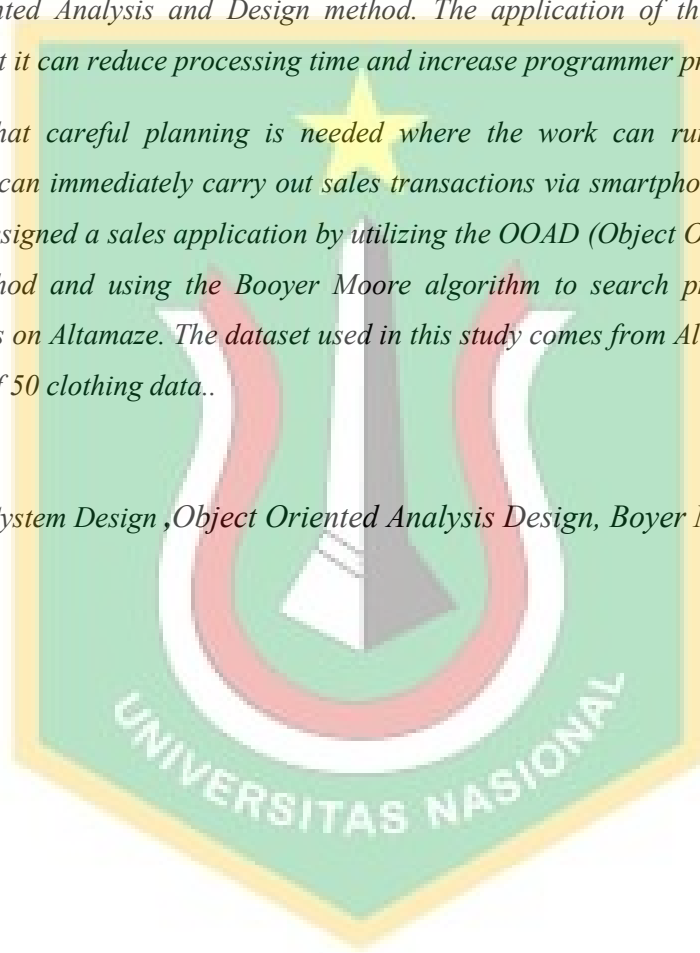 nted Analysis and Design method. The application of th
t it can reduce processing time and increase programmer pr
hat careful planning is needed where the work can ru
can immediately carry out sales transactions via smartpho
signed a sales application by utilizing the OOAD (Object O
hod and using the Booyer Moore algorithm to search p
s on Altamaze. The dataset used in this study comes from Al
f 50 clothing data..
ystem Design ,Object Oriented Analysis Design, Boyer M
UNIVERSITAS NASIONAL